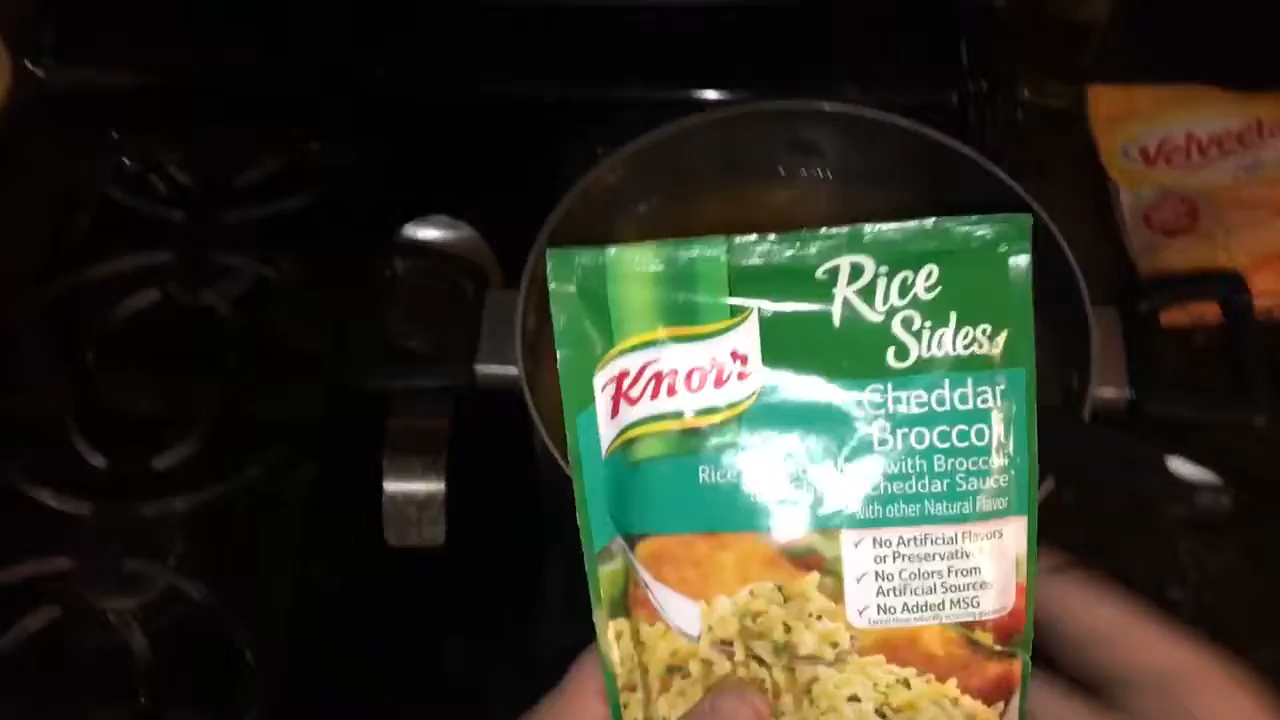 Velveeta
Rice
Sides
Knorr
Cheddar
Broccoli
Rice with Broccoli
Cheddar Sauce
with other Natural Flavor
✓ No Artificial Flavors
or Preservatives
✓ No Colors From
Artificial Sources
✓ No Added MSG